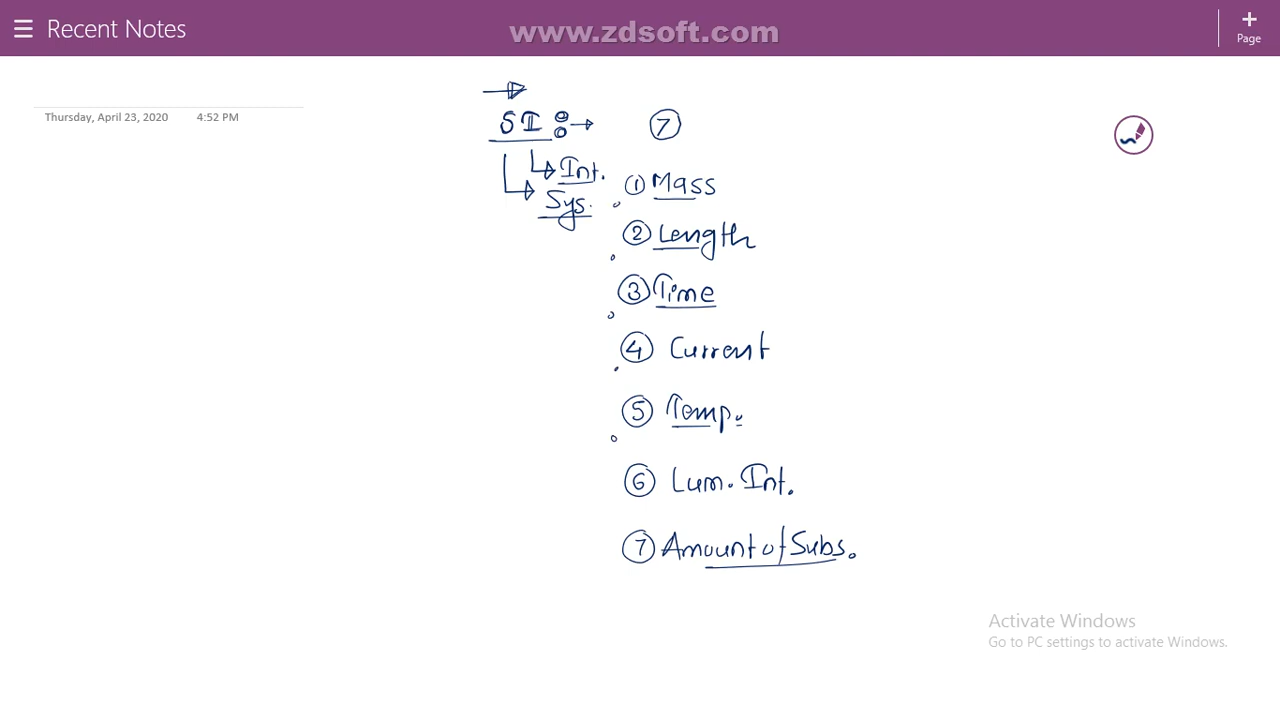 Recent Notes
www.zdsoft.com
Page
Thursday, April 23, 2020 4:52 PM
SI : → 7
Int.
Sys.
1 Mass
2 Length
3 Time
4 Current
5 Temp.
6 Lum. Int.
7 Amount of Subs.
Activate Windows
Go to PC settings to activate Windows.